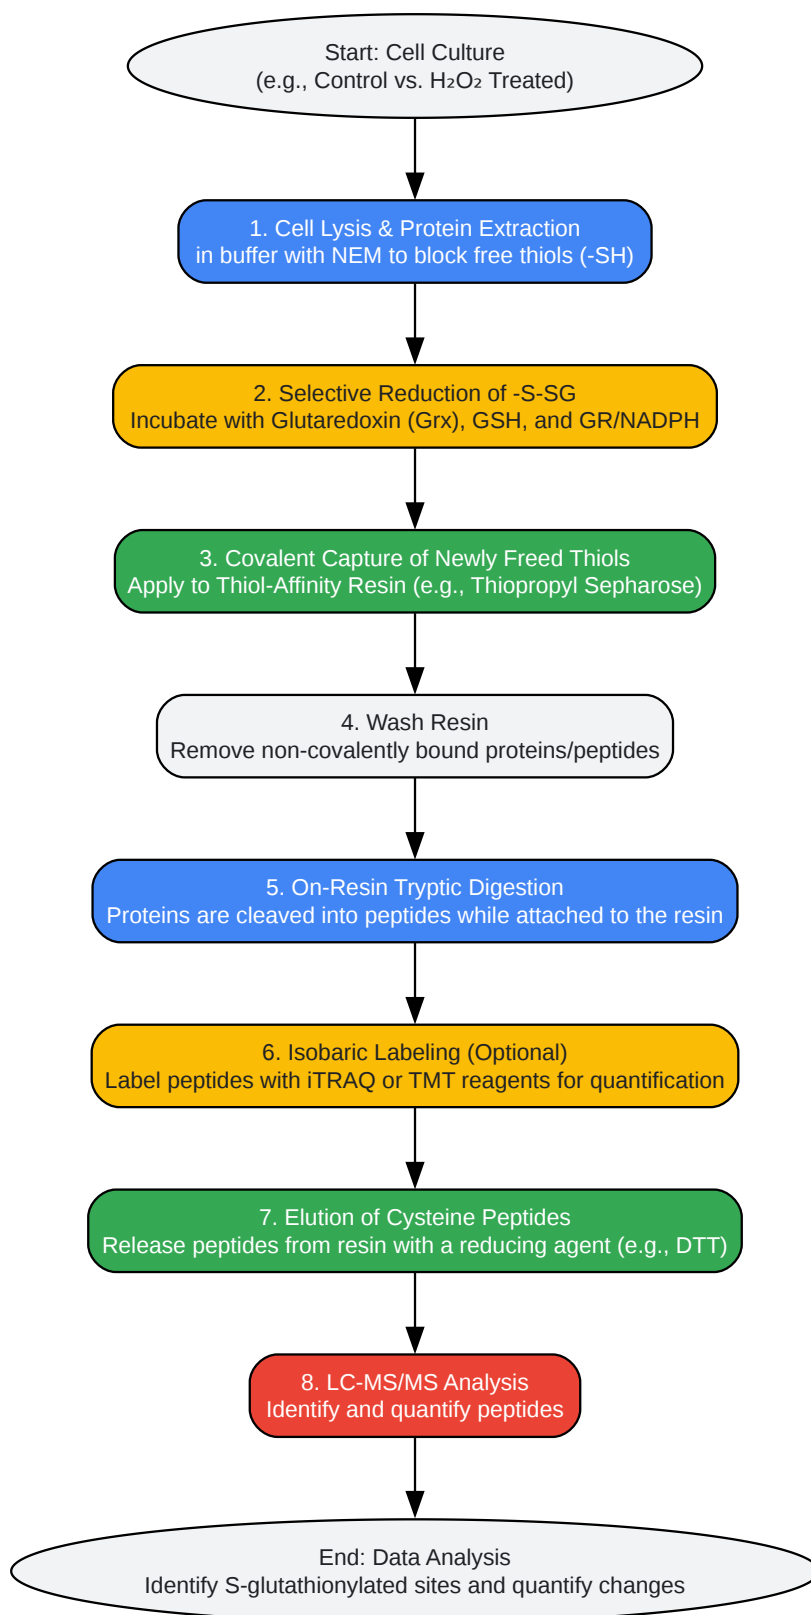 Start: Cell Culture
(e.g., Control vs. H₂O₂ Treated)
1. Cell Lysis & Protein Extraction
in buffer with NEM to block free thiols (-SH)
2. Selective Reduction of -S-SG
Incubate with Glutaredoxin (Grx), GSH, and GR/NADPH
3. Covalent Capture of Newly Freed Thiols
Apply to Thiol-Affinity Resin (e.g., Thiopropyl Sepharose)
4. Wash Resin
Remove non-covalently bound proteins/peptides
5. On-Resin Tryptic Digestion
Proteins are cleaved into peptides while attached to the resin
6. Isobaric Labeling (Optional)
Label peptides with iTRAQ or TMT reagents for quantification
7. Elution of Cysteine Peptides
Release peptides from resin with a reducing agent (e.g., DTT)
8. LC-MS/MS Analysis
Identify and quantify peptides
End: Data Analysis
Identify S-glutathionylated sites and quantify changes